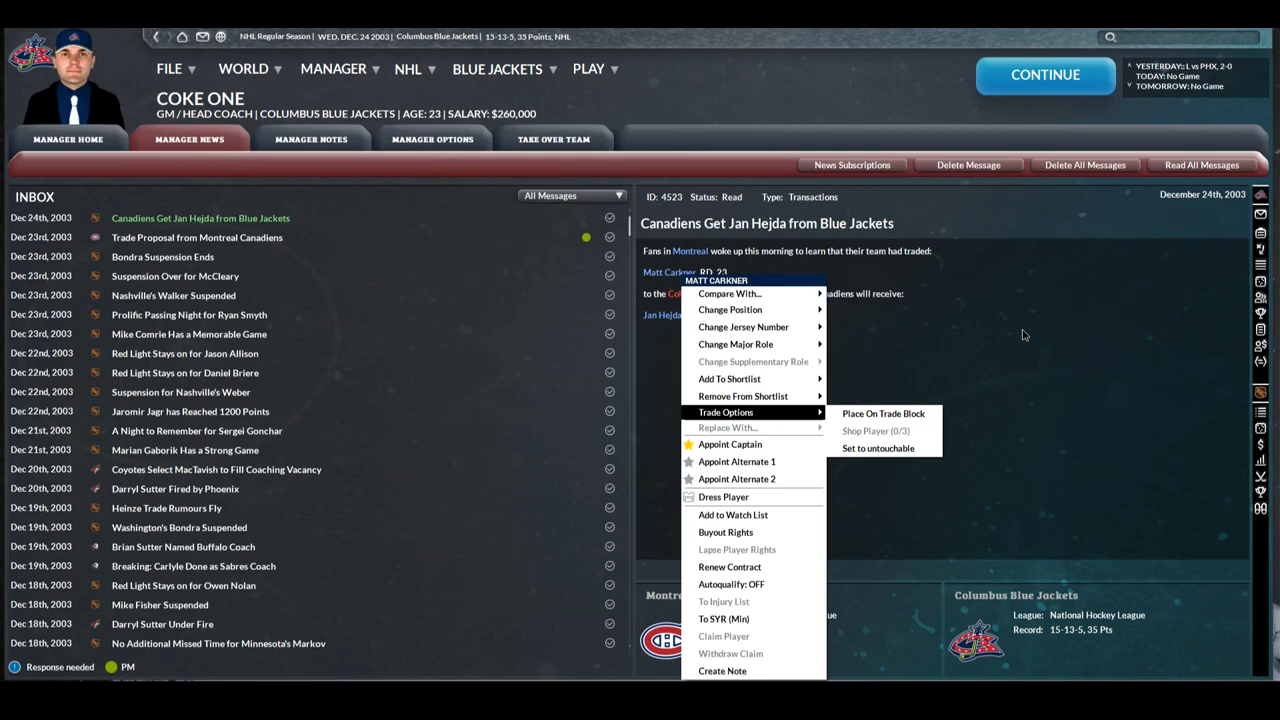 NHL Regular Season | WED. DEC. 24 2003 | Columbus Blue Jackets | 15-13-5, 35 Points, NHL
FILE WORLD MANAGER NHL BLUE JACKETS PLAY
CONTINUE
YESTERDAY: L vs PHX, 2-0
TODAY: No Game
TOMORROW: No Game
COKE ONE
GM / HEAD COACH | COLUMBUS BLUE JACKETS | AGE: 23 | SALARY: $260,000
MANAGER HOME MANAGER NEWS MANAGER NOTES MANAGER OPTIONS TAKE OVER TEAM
News Subscriptions Delete Message Delete All Messages Read All Messages
INBOX All Messages
Dec 24th, 2003 Canadiens Get Jan Hejda from Blue Jackets
Dec 23rd, 2003 Trade Proposal from Montreal Canadiens
Dec 23rd, 2003 Bondra Suspension Ends
Dec 23rd, 2003 Suspension Over for McCleary
Dec 23rd, 2003 Nashville's Walker Suspended
Dec 23rd, 2003 Prolific Passing Night for Ryan Smyth
Dec 23rd, 2003 Mike Comrie Has a Memorable Game
Dec 22nd, 2003 Red Light Stays on for Jason Allison
Dec 22nd, 2003 Red Light Stays on for Daniel Briere
Dec 22nd, 2003 Suspension for Nashville's Weber
Dec 22nd, 2003 Jaromir Jagr has Reached 1200 Points
Dec 21st, 2003 A Night to Remember for Sergei Gonchar
Dec 21st, 2003 Marian Gaborik Has a Strong Game
Dec 20th, 2003 Coyotes Select MacTavish to Fill Coaching Vacancy
Dec 20th, 2003 Darryl Sutter Fired by Phoenix
Dec 19th, 2003 Heinze Trade Rumours Fly
Dec 19th, 2003 Washington's Bondra Suspended
Dec 19th, 2003 Brian Sutter Named Buffalo Coach
Dec 19th, 2003 Breaking: Carlyle Done as Sabres Coach
Dec 18th, 2003 Red Light Stays on for Owen Nolan
Dec 18th, 2003 Mike Fisher Suspended
Dec 18th, 2003 Darryl Sutter Under Fire
Dec 18th, 2003 No Additional Missed Time for Minnesota's Markov
Response needed PM
ID: 4523 Status: Read Type: Transactions December 24th, 2003
Canadiens Get Jan Hejda from Blue Jackets
Fans in Montreal woke up this morning to learn that their team had traded:
Matt Carkner, RD, 23
to the Co adiens will receive:
Jan Hejda
MATT CARKNER
Compare With...
Change Position
Change Jersey Number
Change Major Role
Change Supplementary Role
Add To Shortlist
Remove From Shortlist
Trade Options
Replace With...
Appoint Captain
Appoint Alternate 1
Appoint Alternate 2
Dress Player
Add to Watch List
Buyout Rights
Lapse Player Rights
Renew Contract
Autoqualify: OFF
To Injury List
To SYR (Min)
Claim Player
Withdraw Claim
Create Note
Place On Trade Block
Shop Player (0/3)
Set to untouchable
Montre
ue
Columbus Blue Jackets
League: National Hockey League
Record: 15-13-5, 35 Pts